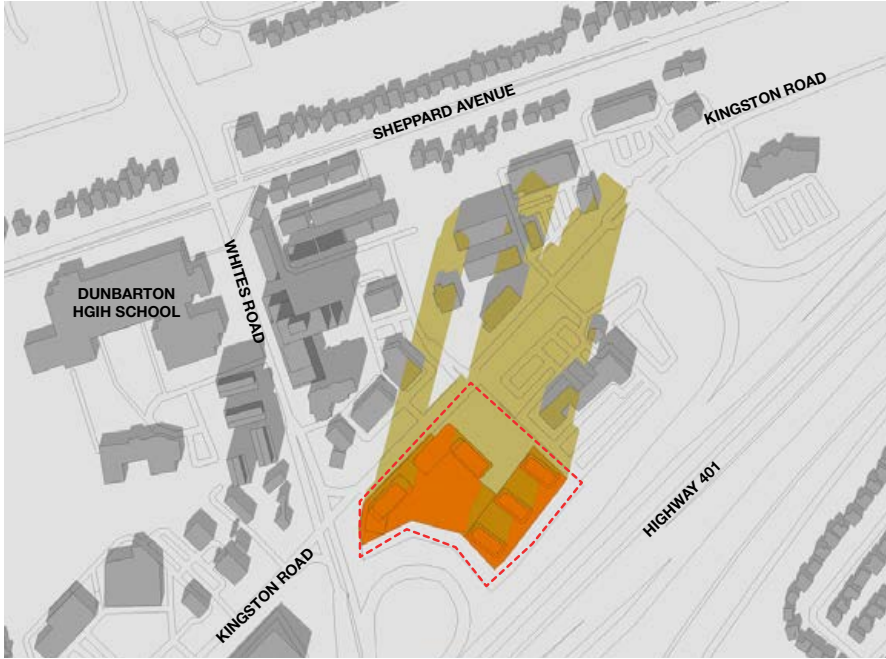 SHEPPARD AVENUE
KINGSTON ROAD
WHITES ROAD
DUNBARTON
HGIH SCHOOL
HIGHWAY 401
KINGSTON ROAD